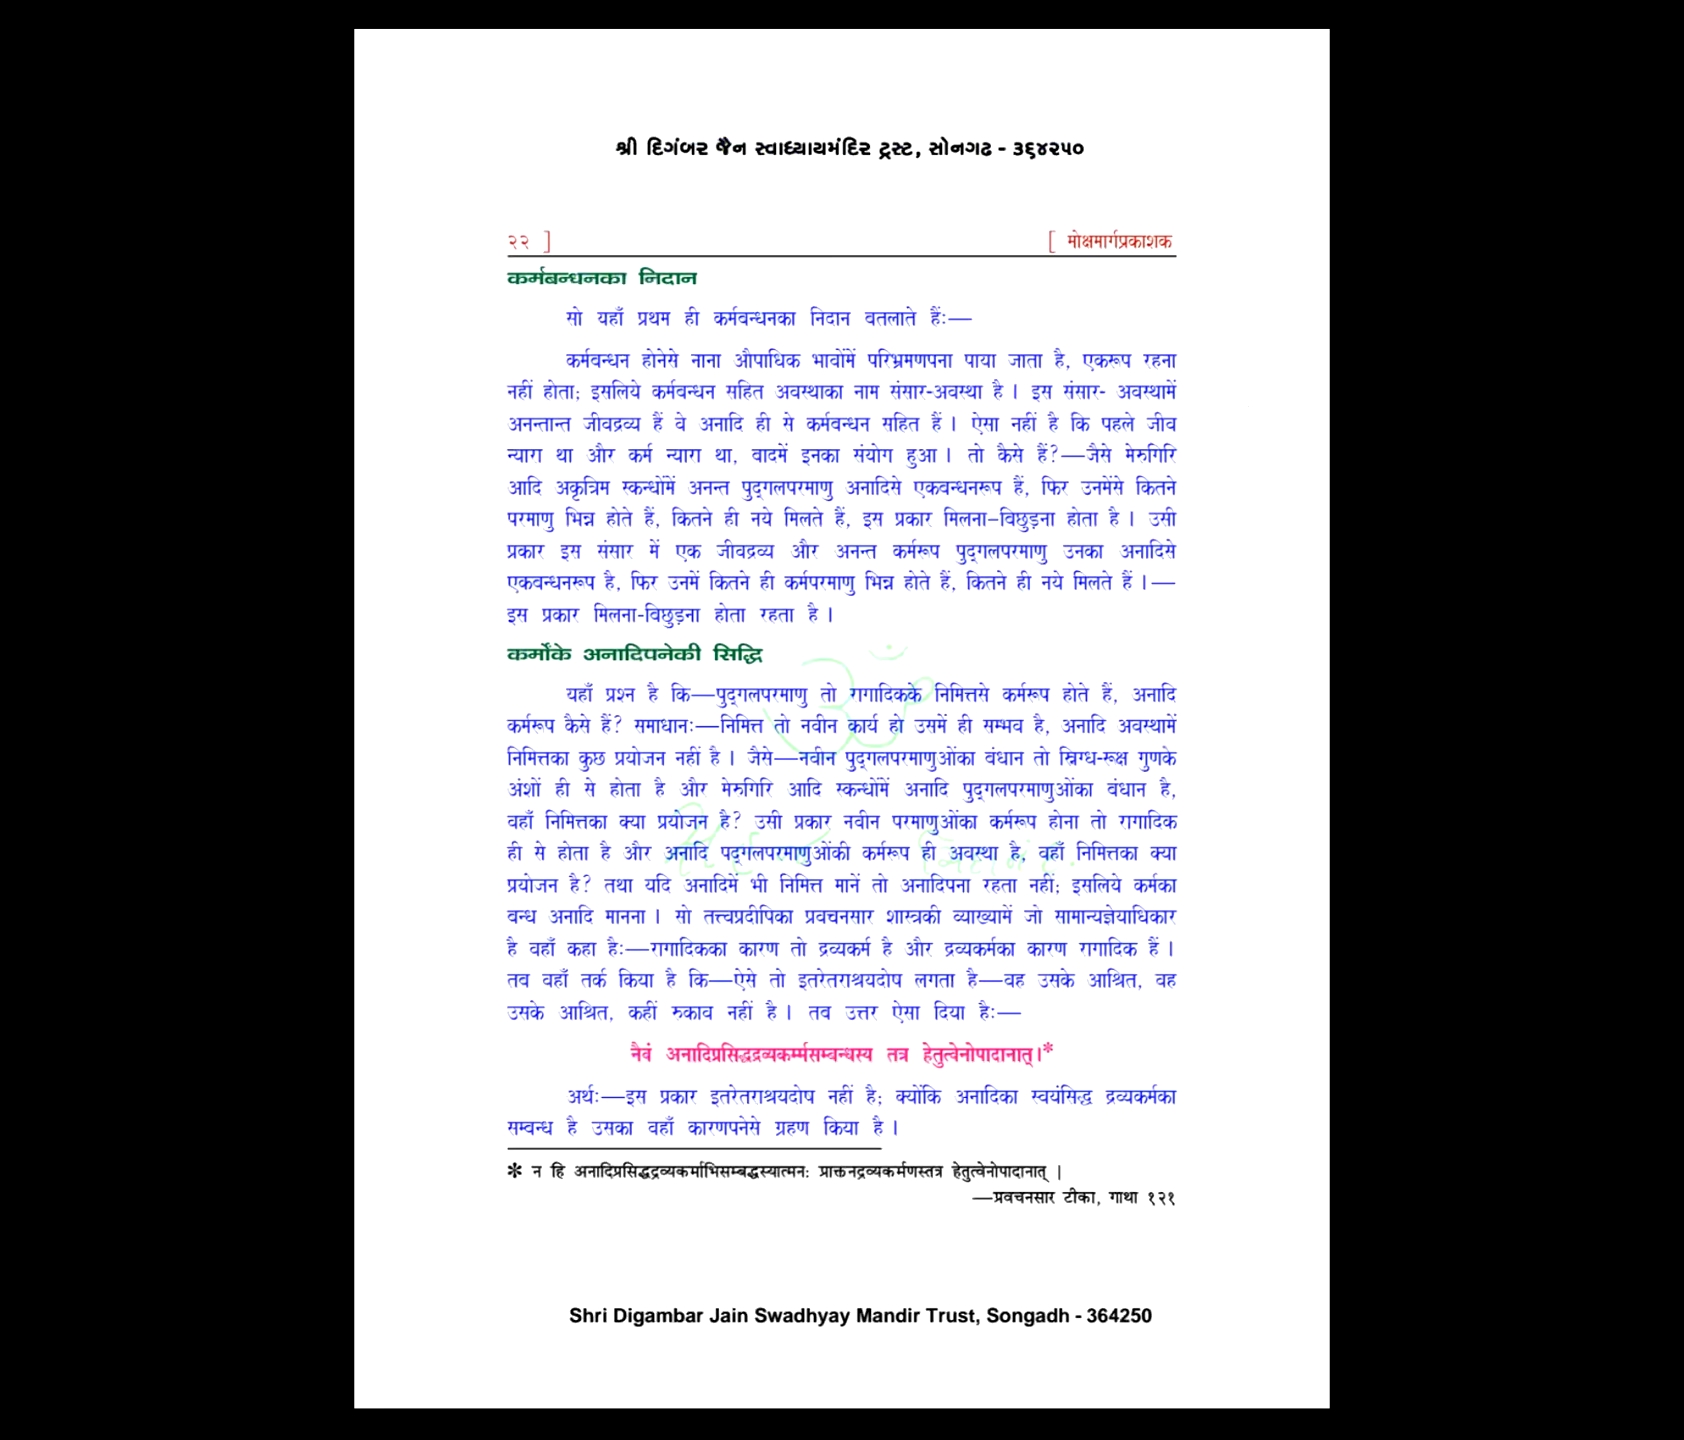 શ્રી દિગંબર જૈન સ્વાધ્યાયમંદિર ટ્રસ્ટ, સોનગઢ - ૩૬૪૨૫૦
२२ ] [ मोक्षमार्गप्रकाशक
कर्मबन्धनका निदान
सो यहाँ प्रथम ही कर्मबन्धनका निदान बतलाते हैं:—
कर्मबन्धन होनेसे नाना औपाधिक भावोंमें परिभ्रमणपना पाया जाता है, एकरूप रहना
नहीं होता; इसलिये कर्मबन्धन सहित अवस्थाका नाम संसार-अवस्था है। इस संसार- अवस्थामें
अनन्तान्त जीवद्रव्य हैं वे अनादि ही से कर्मबन्धन सहित हैं। ऐसा नहीं है कि पहले जीव
न्यारा था और कर्म न्यारा था, बादमें इनका संयोग हुआ। तो कैसे हैं?—जैसे मेरुगिरि
आदि अकृत्रिम स्कन्धोंमें अनन्त पुद्गलपरमाणु अनादिसे एकबन्धनरूप हैं, फिर उनमेंसे कितने
परमाणु भिन्न होते हैं, कितने ही नये मिलते हैं, इस प्रकार मिलना–विछुड़ना होता है। उसी
प्रकार इस संसार में एक जीवद्रव्य और अनन्त कर्मरूप पुद्गलपरमाणु उनका अनादिसे
एकबन्धनरूप है, फिर उनमें कितने ही कर्मपरमाणु भिन्न होते हैं, कितने ही नये मिलते हैं।—
इस प्रकार मिलना-विछुड़ना होता रहता है।
कर्मोंके अनादिपनेकी सिद्धि
यहाँ प्रश्न है कि—पुद्गलपरमाणु तो रागादिकके निमित्तसे कर्मरूप होते हैं, अनादि
कर्मरूप कैसे हैं? समाधान:—निमित्त तो नवीन कार्य हो उसमें ही सम्भव है, अनादि अवस्थामें
निमित्तका कुछ प्रयोजन नहीं है। जैसे—नवीन पुद्गलपरमाणुओंका बंधान तो स्निग्ध-रूक्ष गुणके
अंशों ही से होता है और मेरुगिरि आदि स्कन्धोंमें अनादि पुद्गलपरमाणुओंका बंधान है,
वहाँ निमित्तका क्या प्रयोजन है? उसी प्रकार नवीन परमाणुओंका कर्मरूप होना तो रागादिक
ही से होता है और अनादि पद्गलपरमाणुओंकी कर्मरूप ही अवस्था है, वहाँ निमित्तका क्या
प्रयोजन है? तथा यदि अनादिमें भी निमित्त मानें तो अनादिपना रहता नहीं; इसलिये कर्मका
बन्ध अनादि मानना। सो तत्त्वप्रदीपिका प्रवचनसार शास्त्रकी व्याख्यामें जो सामान्यज्ञेयाधिकार
है वहाँ कहा है:—रागादिकका कारण तो द्रव्यकर्म है और द्रव्यकर्मका कारण रागादिक हैं।
तब वहाँ तर्क किया है कि—ऐसे तो इतरेतराश्रयदोष लगता है—वह उसके आश्रित, वह
उसके आश्रित, कहीं रुकाव नहीं है। तब उत्तर ऐसा दिया है:—
नैवं अनादिप्रसिद्धद्रव्यकर्म्मसम्बन्धस्य तत्र हेतुत्वेनोपादानात्।*
अर्थ:—इस प्रकार इतरेतराश्रयदोष नहीं है; क्योंकि अनादिका स्वयंसिद्ध द्रव्यकर्मका
सम्बन्ध है उसका वहाँ कारणपनेसे ग्रहण किया है।
* न हि अनादिप्रसिद्धद्रव्यकर्माभिसम्बद्धस्यात्मनः प्राक्तनद्रव्यकर्मणस्तत्र हेतुत्वेनोपादानात् |
—प्रवचनसार टीका, गाथा १२१
Shri Digambar Jain Swadhyay Mandir Trust, Songadh - 364250